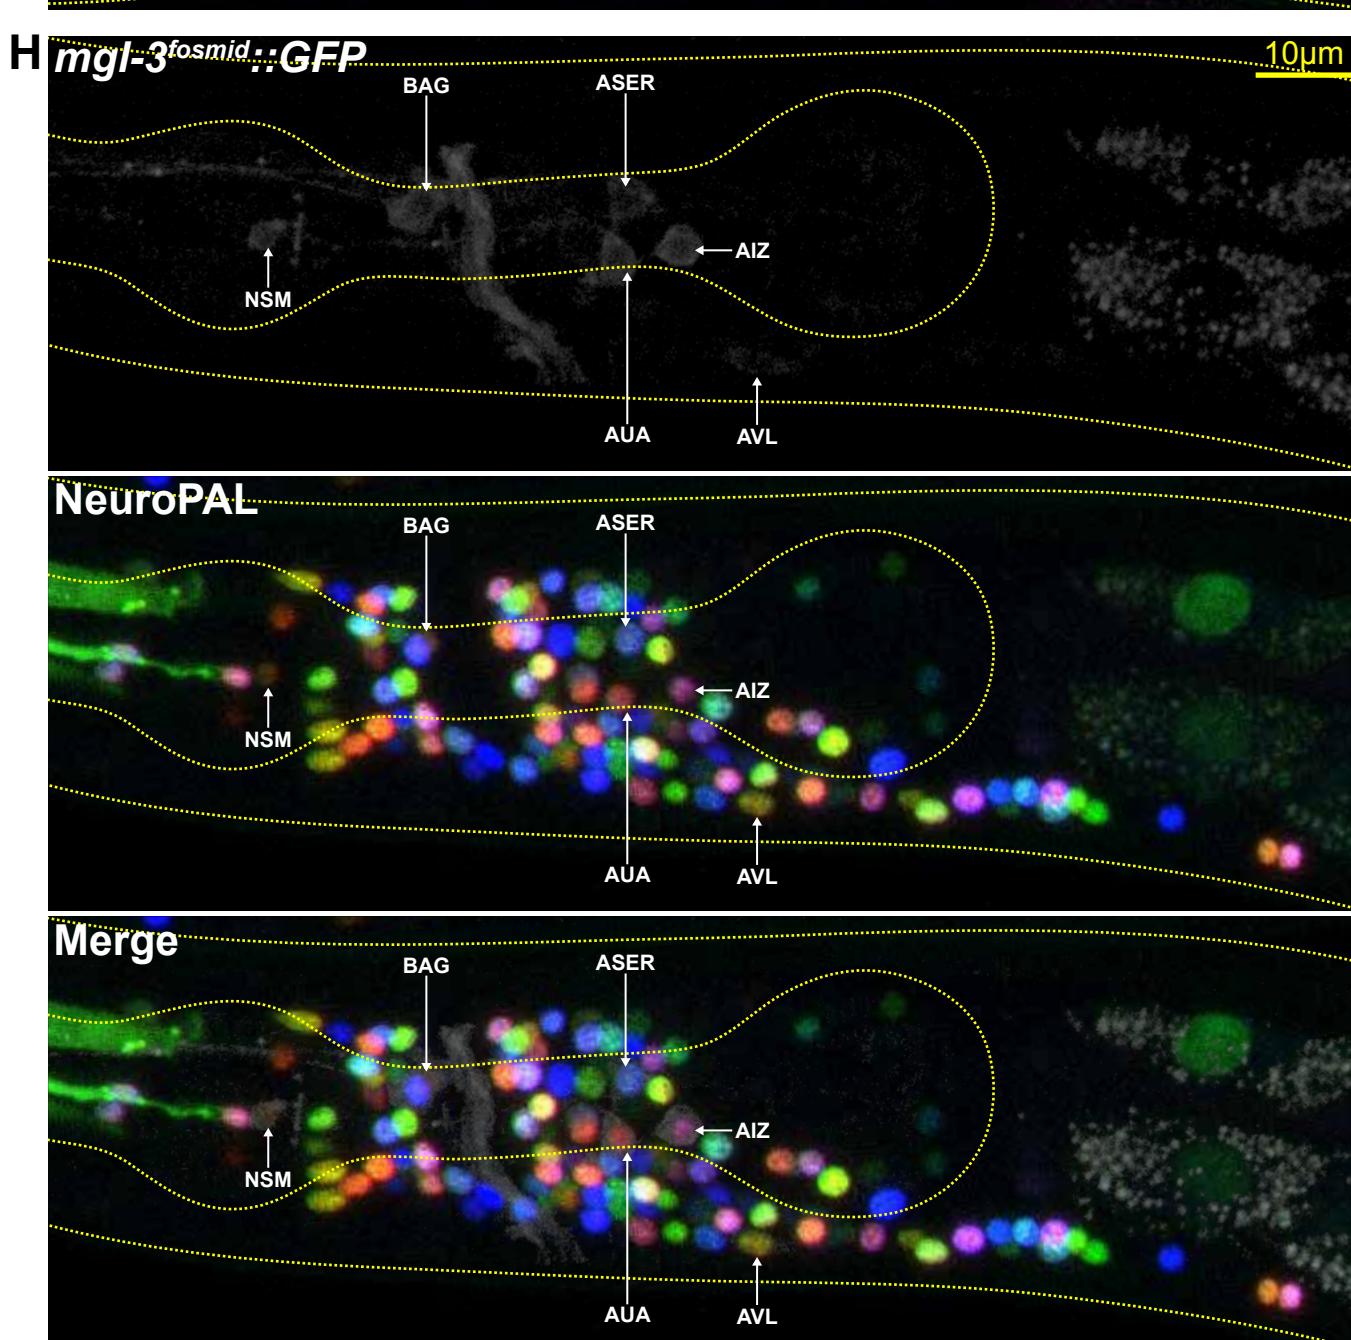 H mgl-3fosmid::GFP
10μm
BAG
ASER
AIZ
NSM
AUA
AVL
NeuroPAL
BAG
ASER
AIZ
NSM
AUA
AVL
Merge
BAG
ASER
AIZ
NSM
AUA
AVL